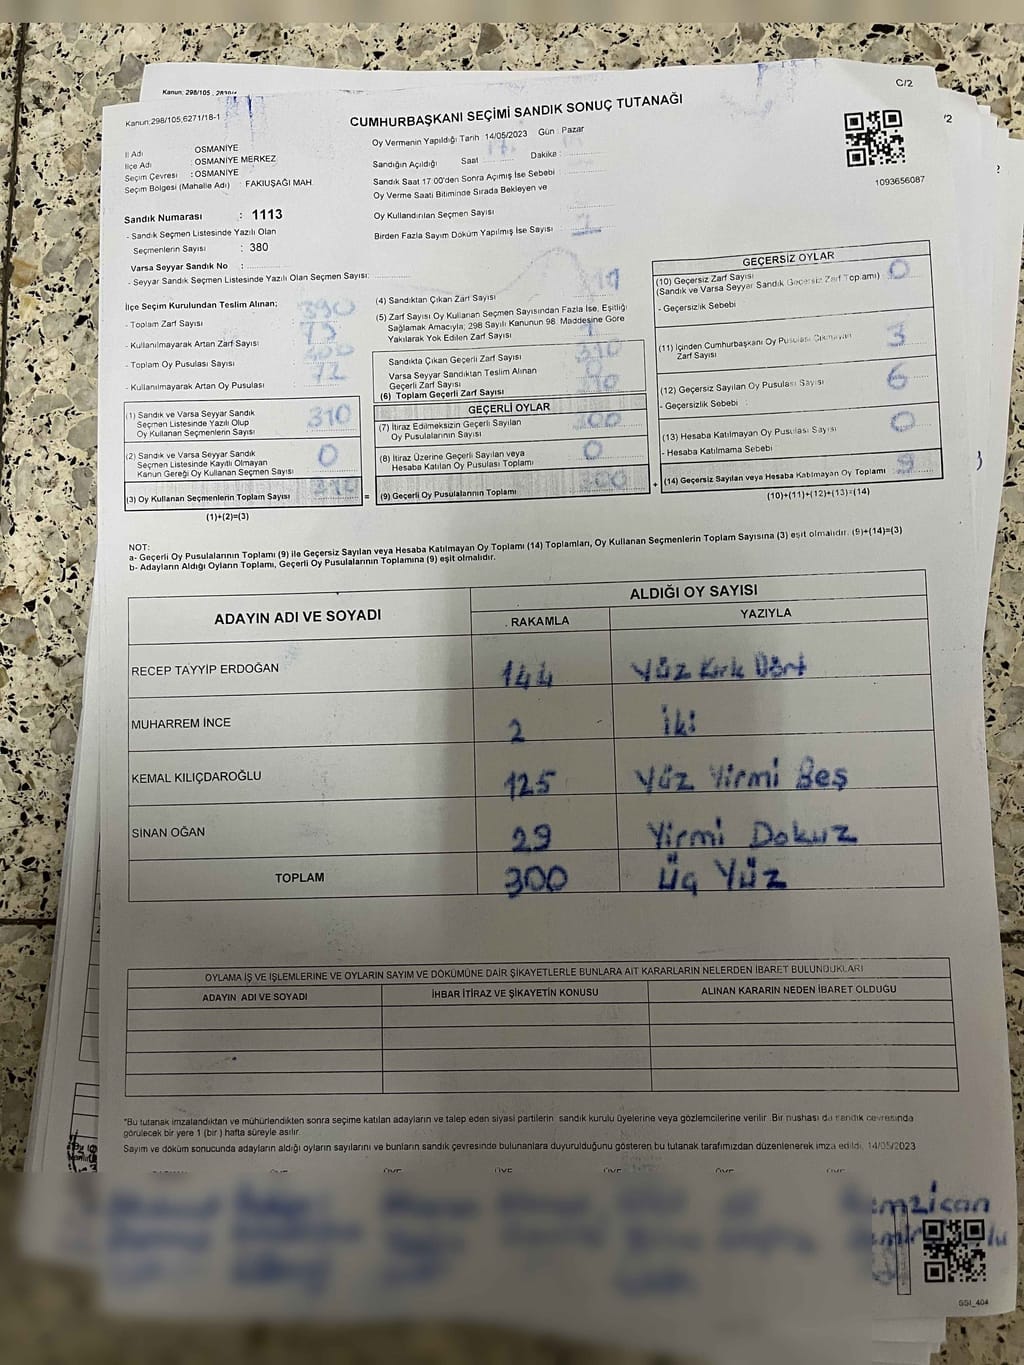 Kanun: 298/105
C/2
Kanun:298/105,6271/18-1
CUMHURBAŞKANI SEÇİMİ SANDIK SONUÇ TUTANAĞI
/2
İl Adı OSMANİYE
İlçe Adı : OSMANİYE MERKEZ
Seçim Çevresi : OSMANİYE
Seçim Bölgesi (Mahalle Adı) : FAKIUŞAĞI MAH.
Oy Vermenin Yapıldığı Tarih 14/05/2023 Gün : Pazar
Sandığın Açıldığı Saat Dakika :
Sandık Saat 17 00'den Sonra Açımış İse Sebebi
Oy Verme Saati Bitiminde Sırada Bekleyen ve
Oy Kullandırılan Seçmen Sayısı
Birden Fazla Sayım Döküm Yapılmış İse Sayısı 1
1093656087
Sandık Numarası : 1113
- Sandık Seçmen Listesinde Yazılı Olan
Seçmenlerin Sayısı : 380
Varsa Seyyar Sandık No :
- Seyyar Sandık Listesinde Yazılı Olan Seçmen Sayısı:
İlçe Seçim Kurulundan Teslim Alınan;
- Toplam Zarf Sayısı
- Kullanılmayarak Artan Zarf Sayısı 73
- Toplam Oy Pusulası Sayısı
- Kullanılmayarak Artan Oy Pusulası 72
(1) Sandık ve Varsa Seyyar Sandık
Seçmen Listesinde Yazılı Olup
Oy Kullanan Seçmenlerin Sayısı 310
(2) Sandık ve Varsa Seyyar Sandık
Seçmen Listesinde Kayıtlı Olmayan
Kanun Gereği Oy Kullanan Seçmen Sayısı 0
(3) Oy Kullanan Seçmenlerin Toplam Sayısı =
(1)+(2)=(3)
(4) Sandıktan Çıkan Zarf Sayısı
(5) Zarf Sayısı Oy Kullanan Seçmen Sayısından Fazla İse, Eşitliği
Sağlamak Amacıyla; 298 Sayılı Kanunun 98. Maddesine Göre
Yakılarak Yok Edilen Zarf Sayısı
Sandıkta Çıkan Geçerli Zarf Sayısı
Varsa Seyyar Sandıktan Teslim Alınan
Geçerli Zarf Sayısı
(6) Toplam Geçerli Zarf Sayısı
GEÇERLİ OYLAR
(7) İtiraz Edilmeksizin Geçerli Sayılan
Oy Pusulalarının Sayısı 300
(8) İtiraz Üzerine Geçerli Sayılan veya
Hesaba Katılan Oy Pusulası Toplamı 0
(9) Geçerli Oy Pusulalarının Toplamı 300 +
GEÇERSİZ OYLAR
(10) Geçersiz Zarf Sayısı 0
(Sandık ve Varsa Seyyar Sandık Geçersiz Zarf Toplamı)
- Geçersizlik Sebebi
(11) İçinden Cumhurbaşkanı Oy Pusulası Çıkmayan
Zarf Sayısı 3
(12) Geçersiz Sayılan Oy Pusulası Sayısı 6
- Geçersizlik Sebebi :
(13) Hesaba Katılmayan Oy Pusulası Sayısı 0
- Hesaba Katılmama Sebebi
(14) Geçersiz Sayılan veya Hesaba Katılmayan Oy Toplamı 9
(10)+(11)+(12)+(13)=(14)
NOT:
a- Geçerli Oy Pusulalarının Toplamı (9) ile Geçersiz Sayılan veya Hesaba Katılmayan Oy Toplamı (14) Toplamları, Oy Kullanan Seçmenlerin Toplam Sayısına (3) eşit olmalıdır. (9)+(14)=(3)
b- Adayların Aldığı Oyların Toplamı, Geçerli Oy Pusulalarının Toplamına (9) eşit olmalıdır.
ADAYIN ADI VE SOYADI ALDIĞI OY SAYISI
RAKAMLA YAZIYLA
RECEP TAYYİP ERDOĞAN 144 Yüz Kırk Dört
MUHARREM İNCE 2 İki
KEMAL KILIÇDAROĞLU 125 Yüz Yirmi Beş
SİNAN OĞAN 29 Yirmi Dokuz
TOPLAM 300 Üç Yüz
OYLAMA İŞ VE İŞLEMLERİNE VE OYLARIN SAYIM VE DÖKÜMÜNE DAİR ŞİKAYETLERLE BUNLARA AİT KARARLARIN NELERDEN İBARET BULUNDUKLARI
ADAYIN ADI VE SOYADI İHBAR İTİRAZ VE ŞİKAYETİN KONUSU ALINAN KARARIN NEDEN İBARET OLDUĞU
"Bu tutanak imzalandıktan ve mühürlendikten sonra seçime katılan adayların ve talep eden siyasi partilerin sandık kurulu üyelerine veya gözlemcilerine verilir. Bir nushası da sandık çevresinde
görülecek bir yere 1 (bir ) hafta süreyle asılır.
Sayım ve döküm sonucunda adayların aldığı oyların sayılarını ve bunların sandık çevresinde bulunanlara duyurulduğunu gösteren bu tutanak tarafımızdan düzenlenerek imza edildi. 14/05/2023
SSI_404